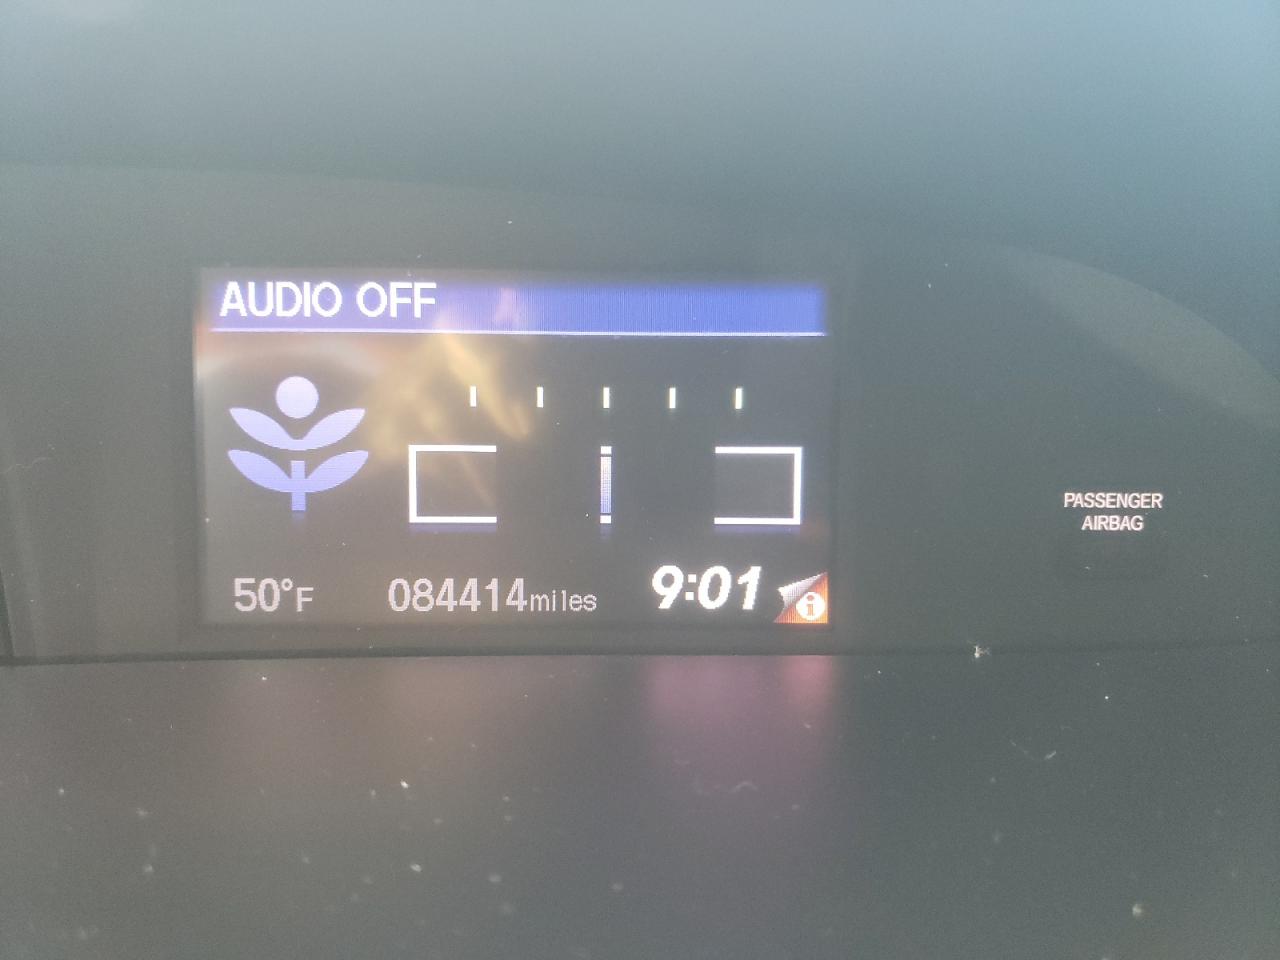 AUDIO OFF
50°F 084414miles 9:01 i
PASSENGER
AIRBAG